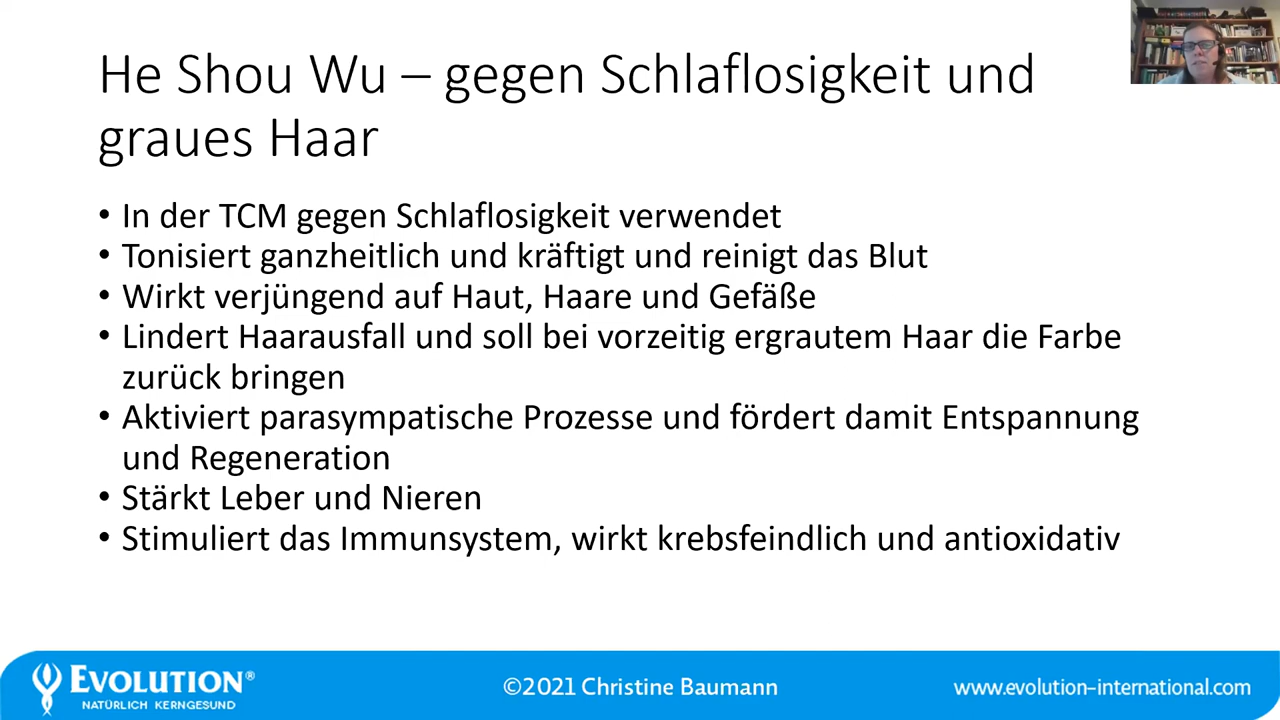 He Shou Wu – gegen Schlaflosigkeit und
graues Haar
• In der TCM gegen Schlaflosigkeit verwendet
• Tonisiert ganzheitlich und kräftigt und reinigt das Blut
• Wirkt verjüngend auf Haut, Haare und Gefäße
• Lindert Haarausfall und soll bei vorzeitig ergrautem Haar die Farbe
zurück bringen
• Aktiviert parasympatische Prozesse und fördert damit Entspannung
und Regeneration
• Stärkt Leber und Nieren
• Stimuliert das Immunsystem, wirkt krebsfeindlich und antioxidativ
EVOLUTION®
NATÜRLICH KERNGESUND
©2021 Christine Baumann
www.evolution-international.com